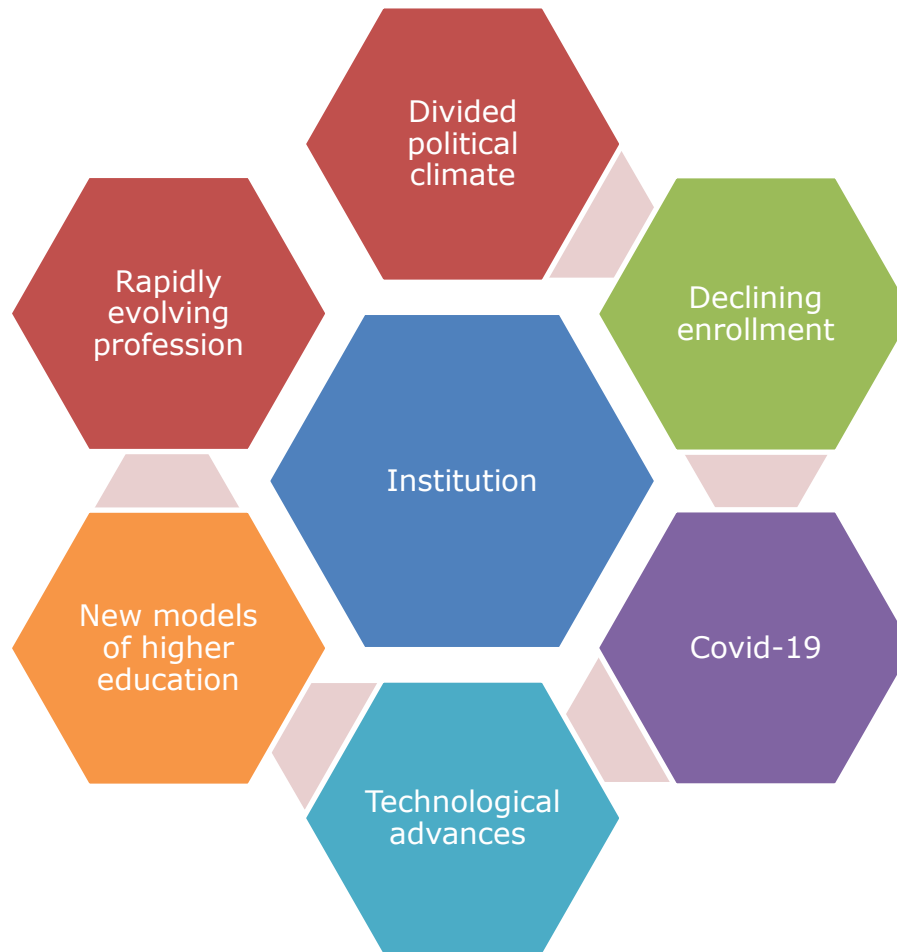 Divided
political
climate
Rapidly
evolving
profession
Declining
enrollment
Institution
New models
of higher
education
Covid-19
Technological
advances